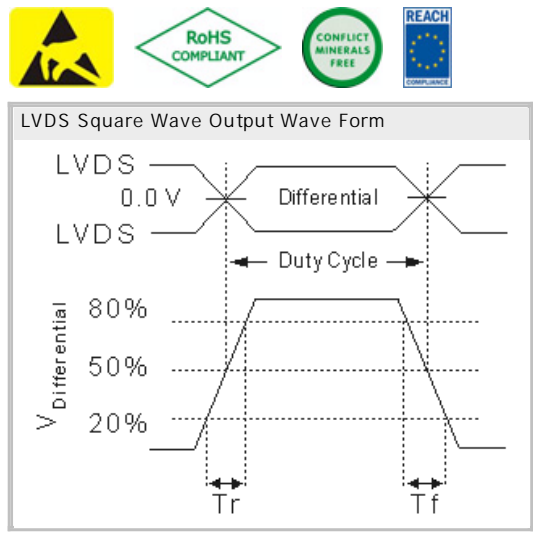 RoHS
COMPLIANT
CONFLICT
MINERALS
FREE
REACH
COMPLIANCE
LVDS Square Wave Output Wave Form
LVDS
0.0 V
Differential
LVDS
Duty Cycle
80%
50%
20%
V Differential
Tr
Tf